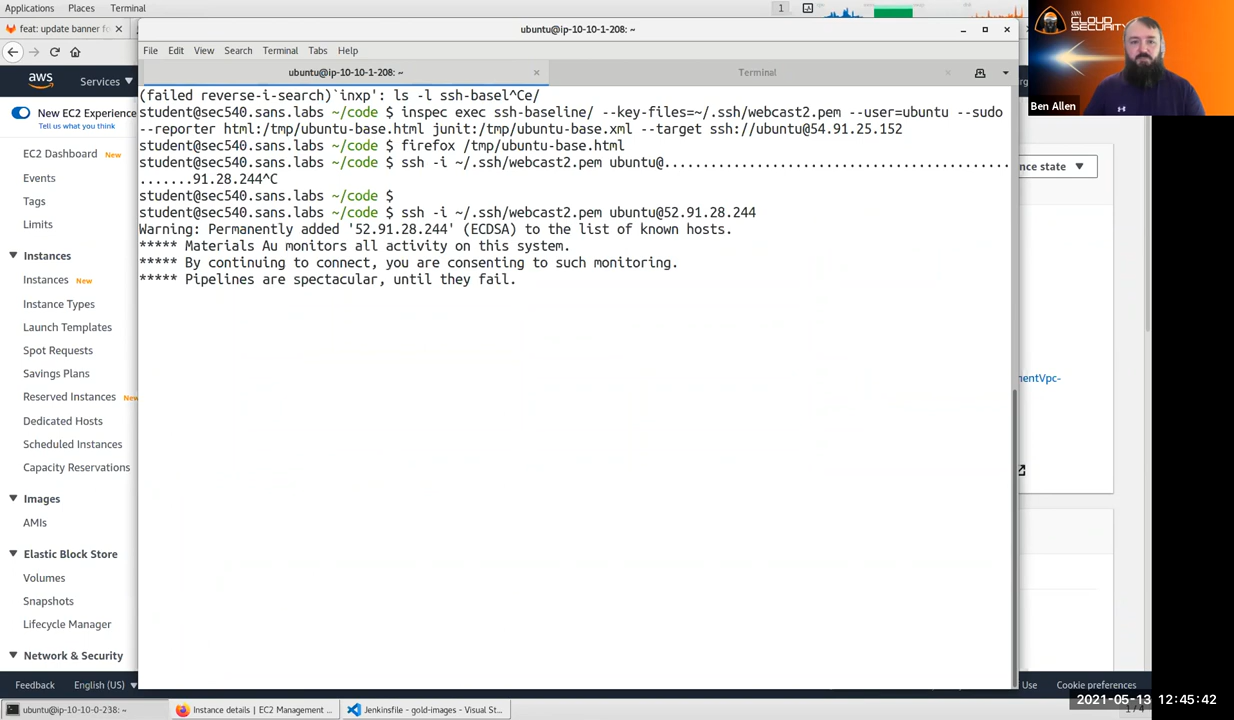 Applications Places Terminal
1
feat: update banner fo
ubuntu@ip-10-10-1-208: ~
SANS
CLOUD
SECURITY
Ben Allen
File Edit View Search Terminal Tabs Help
aws Services
ubuntu@ip-10-10-1-208: ~
Terminal
New EC2 Experience
Tell us what you think
EC2 Dashboard New
Events
Tags
Limits
Instances
Instances New
Instance Types
Launch Templates
Spot Requests
Savings Plans
Reserved Instances New
Dedicated Hosts
Scheduled Instances
Capacity Reservations
Images
AMIs
Elastic Block Store
Volumes
Snapshots
Lifecycle Manager
Network & Security
(failed reverse-i-search)`inxp': ls -l ssh-basel^Ce/
student@sec540.sans.labs ~/code $ inspec exec ssh-baseline/ --key-files=~/.ssh/webcast2.pem --user=ubuntu --sudo
--reporter html:/tmp/ubuntu-base.html junit:/tmp/ubuntu-base.xml --target ssh://ubuntu@54.91.25.152
student@sec540.sans.labs ~/code $ firefox /tmp/ubuntu-base.html
student@sec540.sans.labs ~/code $ ssh -i ~/.ssh/webcast2.pem ubuntu@.............................................
.......91.28.244^C
student@sec540.sans.labs ~/code $
student@sec540.sans.labs ~/code $ ssh -i ~/.ssh/webcast2.pem ubuntu@52.91.28.244
Warning: Permanently added '52.91.28.244' (ECDSA) to the list of known hosts.
***** Materials Au monitors all activity on this system.
***** By continuing to connect, you are consenting to such monitoring.
***** Pipelines are spectacular, until they fail.
nce state
nentVpc-
Feedback English (US)
Use Cookie preferences
2021-05-13 12:45:42
ubuntu@ip-10-10-0-238: ~
Instance details | EC2 Management ...
Jenkinsfile - gold-images - Visual St...